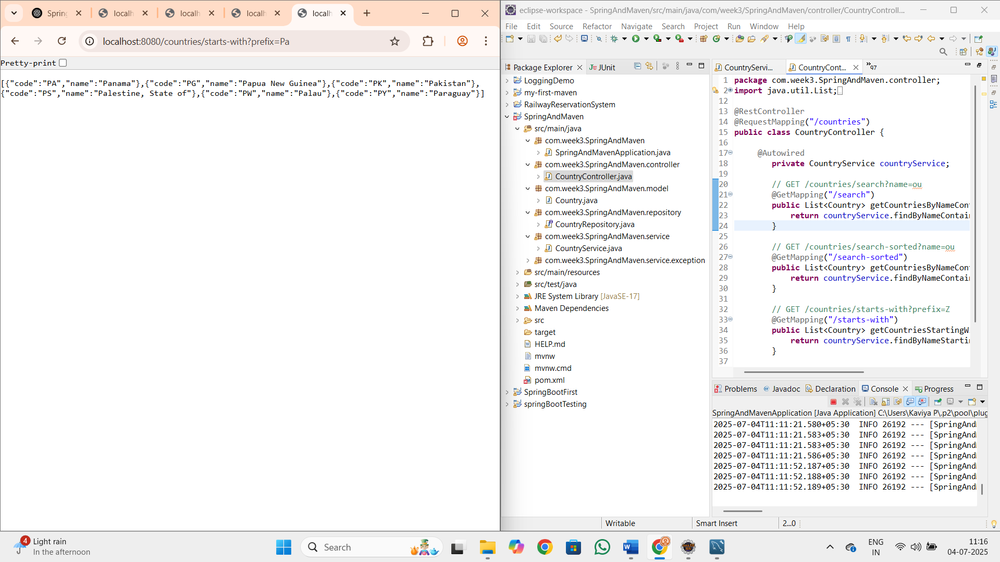 Spring
localh
localh
localh
localh
localhost:8080/countries/starts-with?prefix=Pa
Pretty-print
[{"code":"PA","name":"Panama"},{"code":"PG","name":"Papua New Guinea"},{"code":"PK","name":"Pakistan"},
{"code":"PS","name":"Palestine, State of"},{"code":"PW","name":"Palau"},{"code":"PY","name":"Paraguay"}]
eclipse-workspace - SpringAndMaven/src/main/java/com/week3/SpringAndMaven/controller/CountryControll...
File Edit Source Refactor Navigate Search Project Run Window Help
Package Explorer
JUnit
LoggingDemo
my-first-maven
RailwayReservationSystem
SpringAndMaven
src/main/java
com.week3.SpringAndMaven
SpringAndMavenApplication.java
com.week3.SpringAndMaven.controller
CountryController.java
com.week3.SpringAndMaven.model
Country.java
com.week3.SpringAndMaven.repository
CountryRepository.java
com.week3.SpringAndMaven.service
CountryService.java
com.week3.SpringAndMaven.service.exception
src/main/resources
src/test/java
JRE System Library [JavaSE-17]
Maven Dependencies
src
target
HELP.md
mvnw
mvnw.cmd
pom.xml
SpringBootFirst
springBootTesting
CountryServi...
CountryCont...
97
1 package com.week3.SpringAndMaven.controller;
2 import java.util.List;
12
13 @RestController
14 @RequestMapping("/countries")
15 public class CountryController {
16
17 @Autowired
18 private CountryService countryService;
19
20 // GET /countries/search?name=ou
21 @GetMapping("/search")
22 public List<Country> getCountriesByNameCon
23 return countryService.findByNameContai
24 }
25
26 // GET /countries/search-sorted?name=ou
27 @GetMapping("/search-sorted")
28 public List<Country> getCountriesByNameCon
29 return countryService.findByNameContai
30 }
31
32 // GET /countries/starts-with?prefix=Z
33 @GetMapping("/starts-with")
34 public List<Country> getCountriesStartingW
35 return countryService.findByNameStarti
36 }
37
Problems @ Javadoc Declaration Console Progress
SpringAndMavenApplication [Java Application] C:\Users\Kaviya P\.p2\pool\plug
2025-07-04T11:11:21.580+05:30 INFO 26192 --- [SpringAnd
2025-07-04T11:11:21.583+05:30 INFO 26192 --- [SpringAnd
2025-07-04T11:11:21.583+05:30 INFO 26192 --- [SpringAnd
2025-07-04T11:11:21.586+05:30 INFO 26192 --- [SpringAnd
2025-07-04T11:11:52.187+05:30 INFO 26192 --- [SpringAnd
2025-07-04T11:11:52.188+05:30 INFO 26192 --- [SpringAnd
2025-07-04T11:11:52.189+05:30 INFO 26192 --- [SpringAnd
Writable
Smart Insert
2...0
4
Light rain
In the afternoon
Search
ENG
IN
11:16
04-07-2025